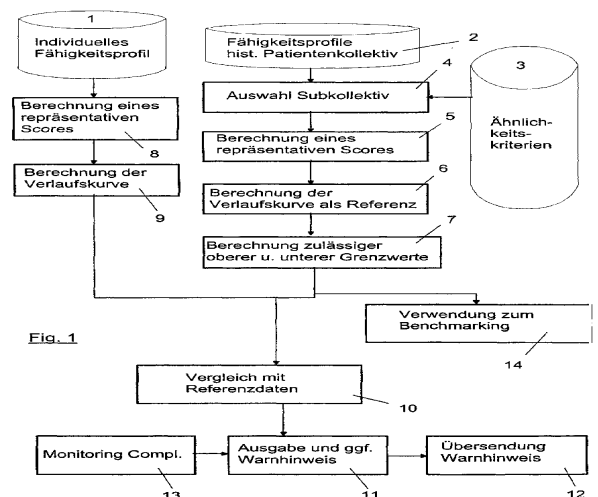 1
Individuelles
Fähigkeitsprofil
Fähigkeitsprofile
hist. Patientenkollektiv
2
3
Ähnlich-
keits-
kriterien
4
Auswahl Subkollektiv
Berechnung eines
repräsentativen
Scores
8
5
Berechnung eines
repräsentativen Scores
Berechnung der
Verlaufskurve
9
6
Berechnung der
Verlaufskurve als Referenz
7
Berechnung zulässiger
oberer u. unterer Grenzwerte
Verwendung zum
Benchmarking
14
Fig. 1
Vergleich mit
Referenzdaten
10
Monitoring Compl.
13
Ausgabe und ggf.
Warnhinweis
11
Übersendung
Warnhinweis
12